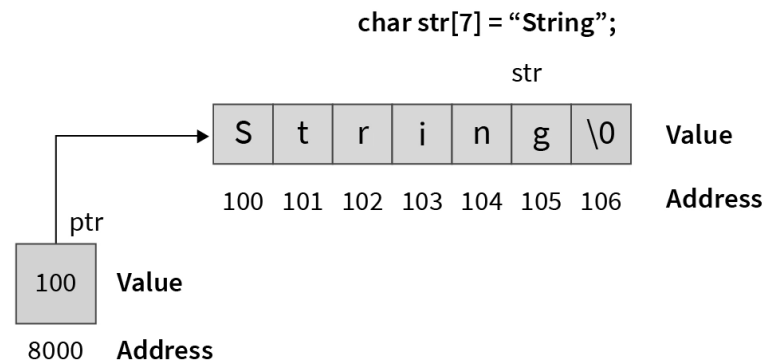 char str[7] = “String”;
str
S t r i n g \0 Value
100 101 102 103 104 105 106 Address
ptr
100 Value
8000 Address